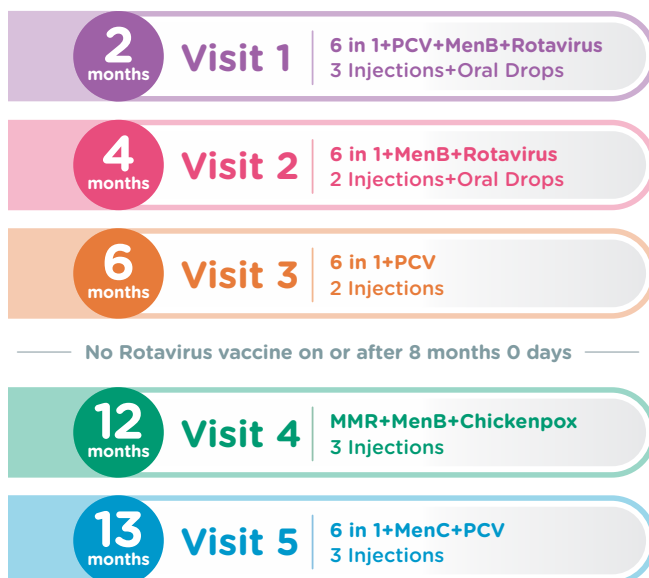 2
months
Visit 1
6 in 1+PCV+MenB+Rotavirus
3 Injections+Oral Drops
4
months
Visit 2
6 in 1+MenB+Rotavirus
2 Injections+Oral Drops
6
months
Visit 3
6 in 1+PCV
2 Injections
No Rotavirus vaccine on or after 8 months 0 days
12
months
Visit 4
MMR+MenB+Chickenpox
3 Injections
13
months
Visit 5
6 in 1+MenC+PCV
3 Injections